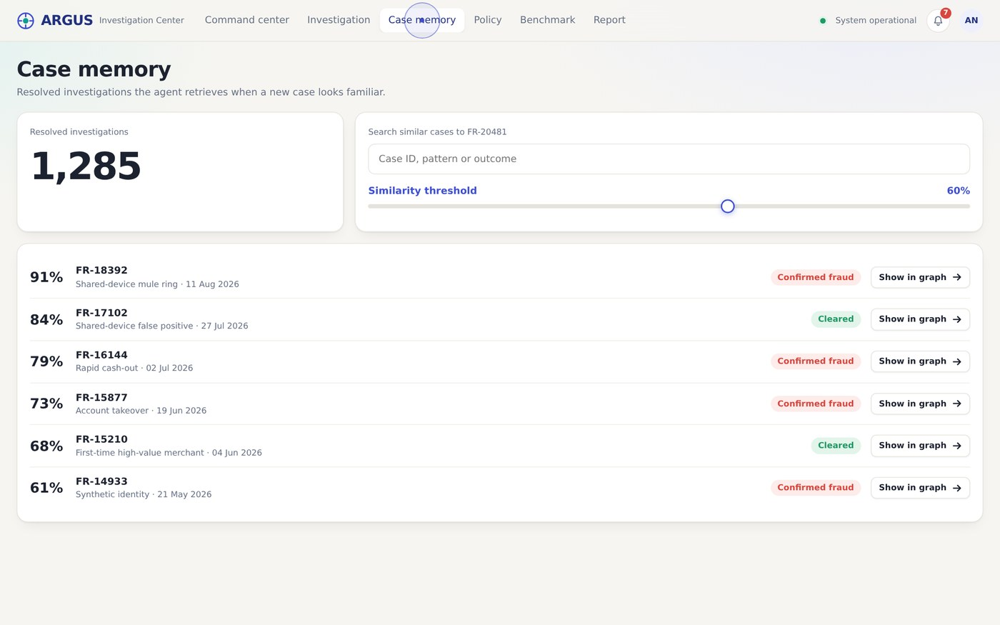 ARGUS Investigation Center Command center Investigation Case memory Policy Benchmark Report System operational 7 AN
Case memory
Resolved investigations the agent retrieves when a new case looks familiar.
Resolved investigations
1,285
Search similar cases to FR-20481
Case ID, pattern or outcome
Similarity threshold 60%
91% FR-18392 Confirmed fraud Show in graph →
Shared-device mule ring · 11 Aug 2026
84% FR-17102 Cleared Show in graph →
Shared-device false positive · 27 Jul 2026
79% FR-16144 Confirmed fraud Show in graph →
Rapid cash-out · 02 Jul 2026
73% FR-15877 Confirmed fraud Show in graph →
Account takeover · 19 Jun 2026
68% FR-15210 Cleared Show in graph →
First-time high-value merchant · 04 Jun 2026
61% FR-14933 Confirmed fraud Show in graph →
Synthetic identity · 21 May 2026